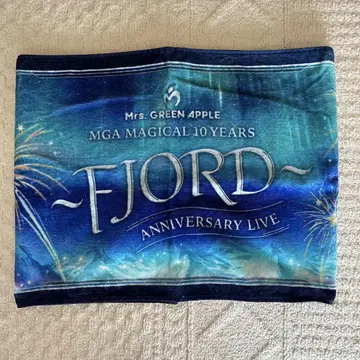 Mrs. GREEN APPLE
MGA MAGICAL 10 YEARS
~FJORD~
ANNIVERSARY LIVE